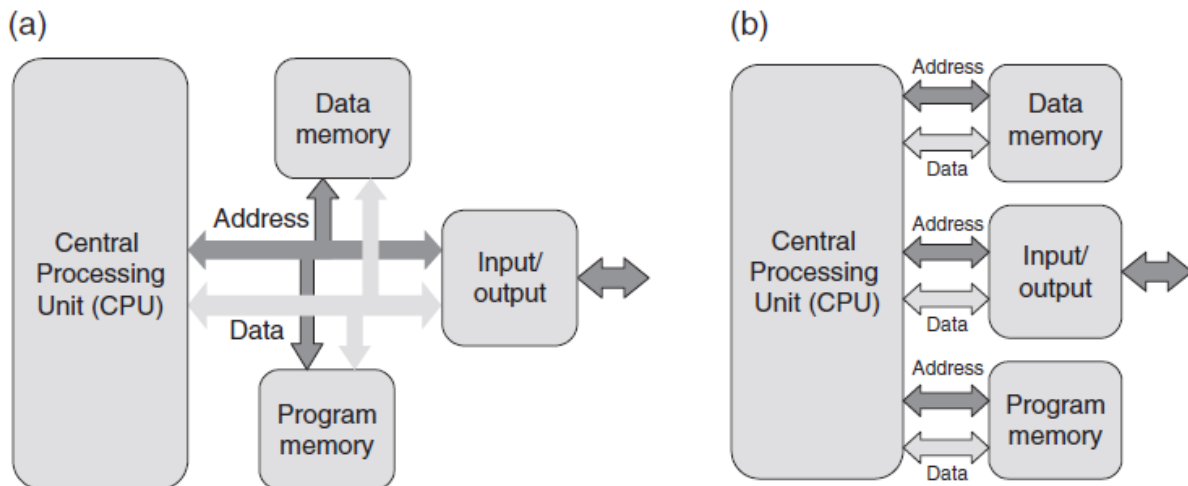 (a)
Data
memory
Address
Central
Processing
Unit (CPU)
Input/
output
Data
Program
memory
(b)
Address
Data
memory
Data
Address
Central
Processing
Unit (CPU)
Input/
output
Data
Address
Program
memory
Data